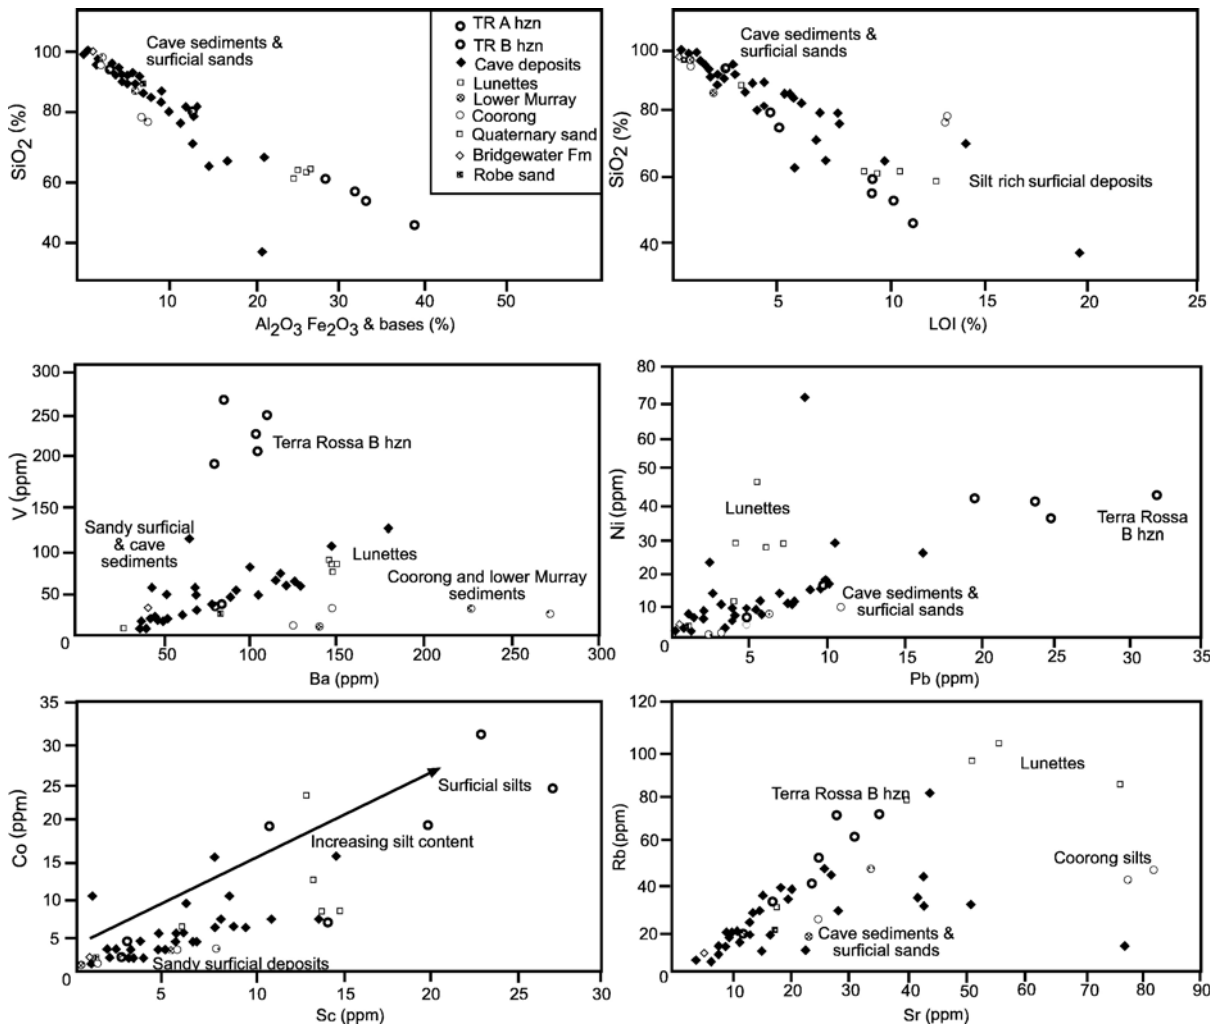 100
80
60
40
SiO2 (%)
Cave sediments &
surficial sands
TR A hzn
TR B hzn
Cave deposits
Lunettes
Lower Murray
Coorong
Quaternary sand
Bridgewater Fm
Robe sand
10
20
30
40
50
Al2O3 Fe2O3 & bases (%)
100
80
60
40
SiO2 (%)
Cave sediments &
surficial sands
Silt rich surficial deposits
5
10
15
20
25
LOI (%)
300
250
200
150
100
50
0
V (ppm)
Terra Rossa B hzn
Sandy surficial
& cave
sediments
Lunettes
Coorong and lower Murray
sediments
50
100
150
200
250
300
Ba (ppm)
80
70
60
50
40
30
20
10
0
Ni (ppm)
Lunettes
Terra Rossa
B hzn
Cave sediments &
surficial sands
5
10
15
20
25
30
35
Pb (ppm)
35
30
25
20
15
10
5
0
Co (ppm)
Surficial silts
Increasing silt content
Sandy surficial deposits
5
10
15
20
25
30
Sc (ppm)
120
100
80
60
40
20
0
Rb (ppm)
Lunettes
Terra Rossa B hzn
Coorong silts
Cave sediments &
surficial sands
10
20
30
40
50
60
70
80
90
Sr (ppm)